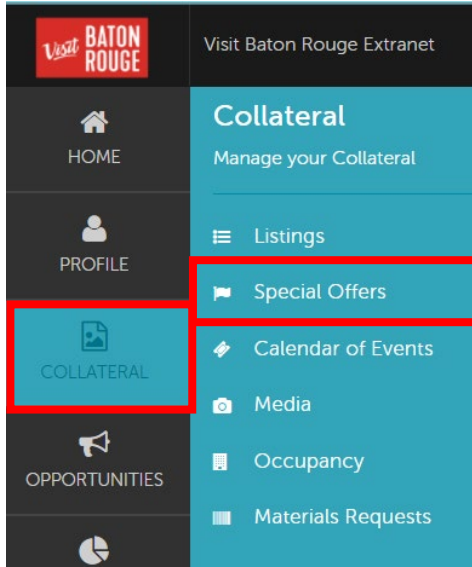 Visit BATON
ROUGE
Visit Baton Rouge Extranet
HOME
PROFILE
COLLATERAL
OPPORTUNITIES
Collateral
Manage your Collateral
Listings
Special Offers
Calendar of Events
Media
Occupancy
Materials Requests